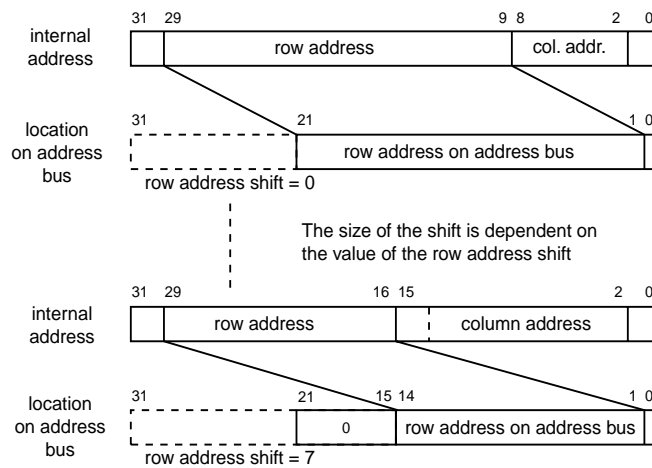 31 29 9 8 2 0
internal
address
row address col. addr.
31 21 1 0
location
on address
bus
row address on address bus
row address shift = 0
The size of the shift is dependent on
the value of the row address shift
31 29 16 15 2 0
internal
address
row address column address
31 21 15 14 1 0
location
on address
bus
0 row address on address bus
row address shift = 7